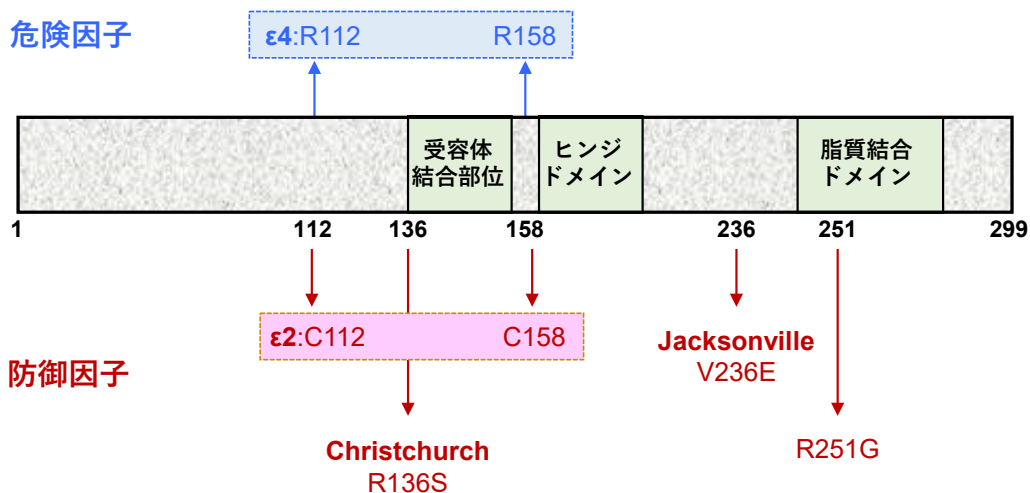 危険因子
ε4:R112 R158
受容体
結合部位
ヒンジ
ドメイン
脂質結合
ドメイン
1 112 136 158 236 251 299
ε2:C112 C158
防御因子
Jacksonville
V236E
Christchurch
R136S
R251G